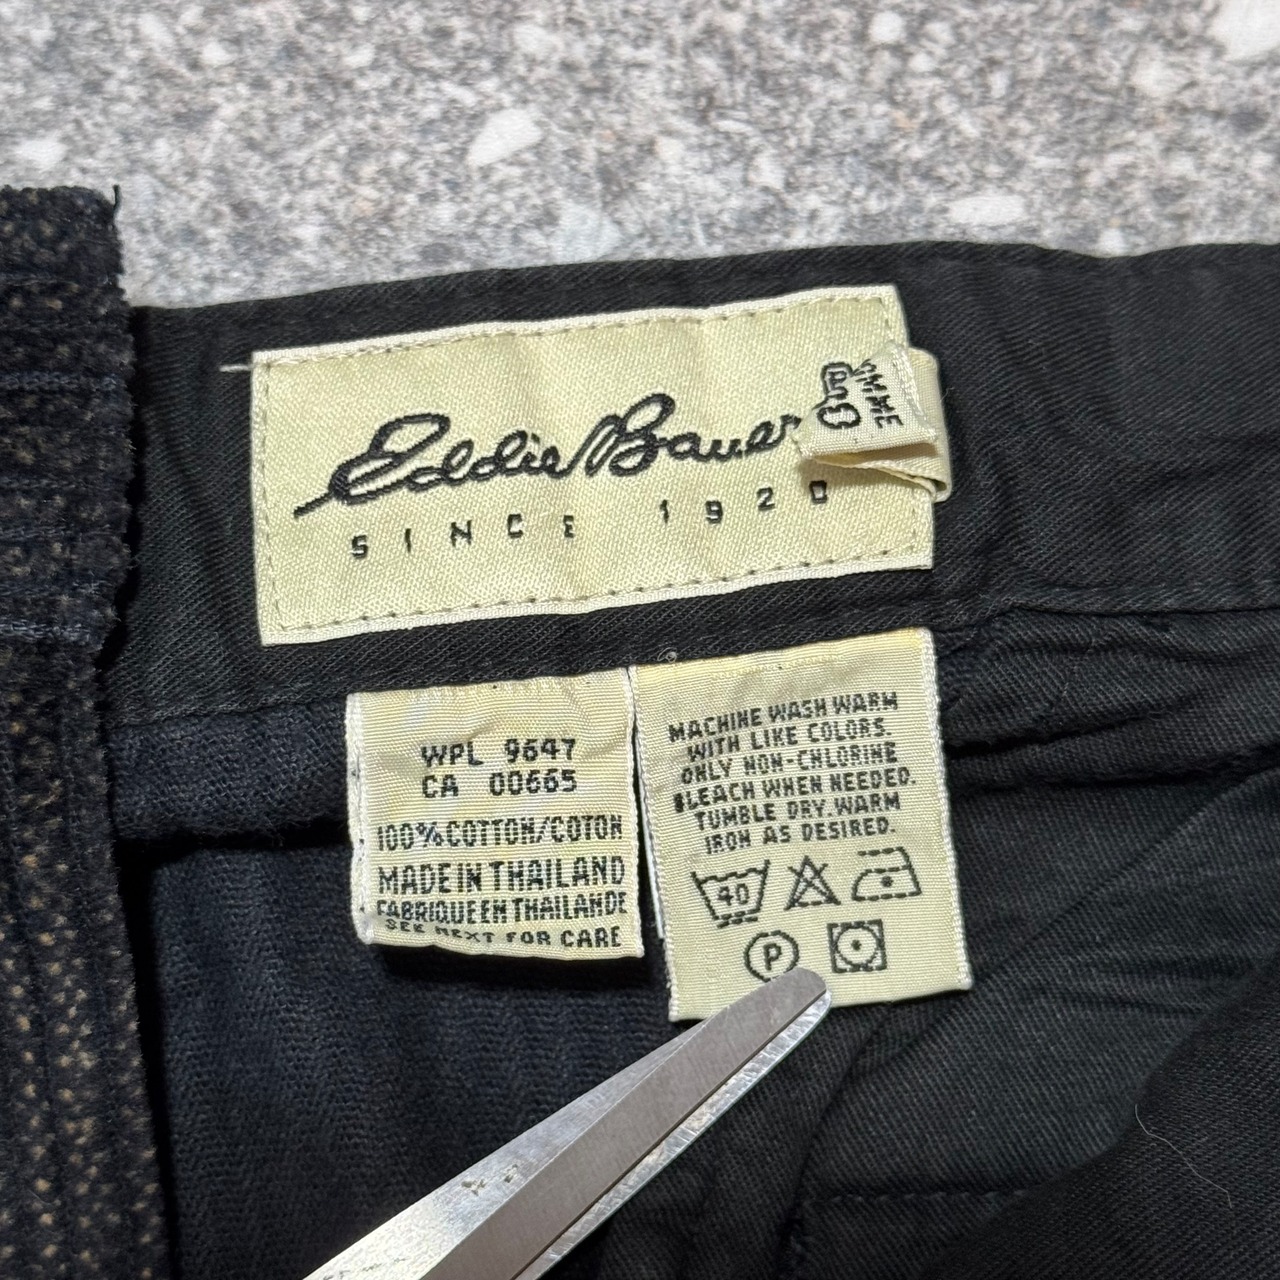 Eddie Bauer
SINCE 1920
WPL 9647
CA 00665
100% COTTON/COTON
MADE IN THAILAND
FABRIQUE EN THAILANDE
SEE NEXT FOR CARE
MACHINE WASH WARM
WITH LIKE COLORS.
ONLY NON-CHLORINE
BLEACH WHEN NEEDED.
TUMBLE DRY. WARM
IRON AS DESIRED.
40
P